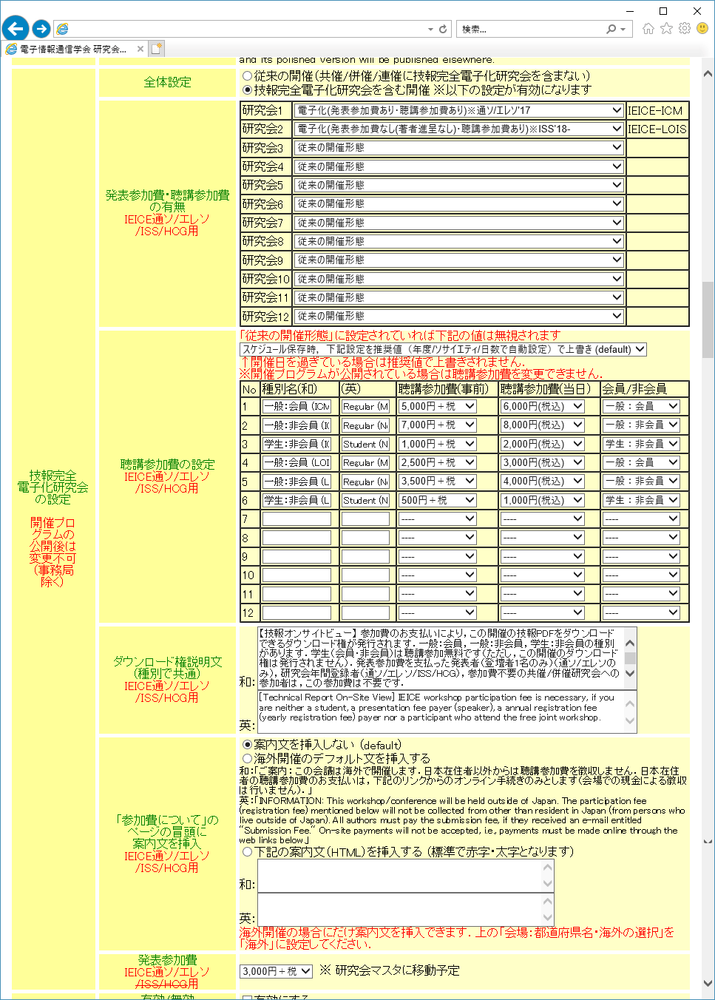 検索...
電子情報通信学会 研究会...
and its polished version will be published elsewhere.
技報完全
電子化研究会
の設定
開催プロ
グラムの
公開後は
変更不可
(事務局
除く)
全体設定
従来の開催(共催/併催/連催に技報完全電子化研究会を含まない)
技報完全電子化研究会を含む開催 ※以下の設定が有効になります
発表参加費・聴講参加費
の有無
IEICE通ソ/エレソ
/ISS/HCG用
研究会1 電子化(発表参加費あり・聴講参加費あり)※通ソ/エレソ'17 IEICE-ICM
研究会2 電子化(発表参加費なし(著者進呈なし)・聴講参加費あり)※ISS'18- IEICE-LOIS
研究会3 従来の開催形態
研究会4 従来の開催形態
研究会5 従来の開催形態
研究会6 従来の開催形態
研究会7 従来の開催形態
研究会8 従来の開催形態
研究会9 従来の開催形態
研究会10 従来の開催形態
研究会11 従来の開催形態
研究会12 従来の開催形態
聴講参加費の設定
IEICE通ソ/エレソ
/ISS/HCG用
「従来の開催形態」に設定されていれば下記の値は無視されます
スケジュール保存時，下記設定を推奨値（年度/ソサイエティ/日数で自動設定）で上書き (default)
↑開催日を過ぎている場合は推奨値で上書きされません.
※開催プログラムが公開されている場合は聴講参加費を変更できません.
No 種別名(和) (英) 聴講参加費(事前) 聴講参加費(当日) 会員/非会員
1 一般：会員 (ICM Regular (M 5,000円＋税 6,000円(税込) 一般：会員
2 一般：非会員 (IC Regular (No 7,000円＋税 8,000円(税込) 一般：非会員
3 学生：非会員 (IC Student (N 1,000円＋税 2,000円(税込) 学生：非会員
4 一般：会員 (LOI Regular (M 2,500円＋税 3,000円(税込) 一般：会員
5 一般：非会員 (L Regular (No 3,500円＋税 4,000円(税込) 一般：非会員
6 学生：非会員 (L Student (N 500円＋税 1,000円(税込) 学生：非会員
7 ---- ---- ----
8 ---- ---- ----
9 ---- ---- ----
10 ---- ---- ----
11 ---- ---- ----
12 ---- ---- ----
ダウンロード権説明文
(種別で共通)
IEICE通ソ/エレソ
/ISS/HCG用
和:
【技報オンサイトビュー】参加費のお支払いにより，この開催の技報PDFをダウンロード
できるダウンロード権が発行されます．一般：会員，一般：非会員，学生：非会員の種別
があります．学生(会員・非会員)は聴講参加無料です(ただし，この開催のダウンロード
権は発行されません)．発表参加費を支払った発表者(登壇者1名のみ)(通ソ/エレソの
み)，研究会年間登録者(通ソ/エレソ/ISS/HCG)，参加費不要の共催/併催研究会への
参加者は，この参加費は不要です．
英:
[Technical Report On-Site View] IEICE workshop participation fee is necessary, if you
are neither a student, a presentation fee payer (speaker), a annual registration fee
(yearly registration fee) payer nor a participant who attend the free joint workshop.
「参加費について」の
ページの冒頭に
案内文を挿入
IEICE通ソ/エレソ
/ISS/HCG用
案内文を挿入しない (default)
海外開催のデフォルト文を挿入する
和:「ご案内：この会議は海外で開催します．日本在住者以外からは聴講参加費を徴収しません．日本在住
者の聴講参加費のお支払いは，下記のリンクからのオンライン手続きのみとします(会場での現金による徴収
は行いません)．」
英:「INFORMATION: This workshop/conference will be held outside of Japan. The participation fee
(registration fee) mentioned below will not be collected from other than resident in Japan (from persons who
live outside of Japan). All authors must pay the submission fee, if they received an e-mail entitled
"Submission Fee." On-site payments will not be accepted, i.e., payments must be made online through the
web links below.」
下記の案内文(HTML)を挿入する (標準で赤字・太字となります)
和:
英:
海外開催の場合にだけ案内文を挿入できます．上の「会場：都道府県名・海外の選択」を
「海外」に設定してください．
発表参加費
IEICE通ソ/エレソ
/ISS/HCG用
3,000円＋税 ※ 研究会マスタに移動予定
有効/無効
有効にする